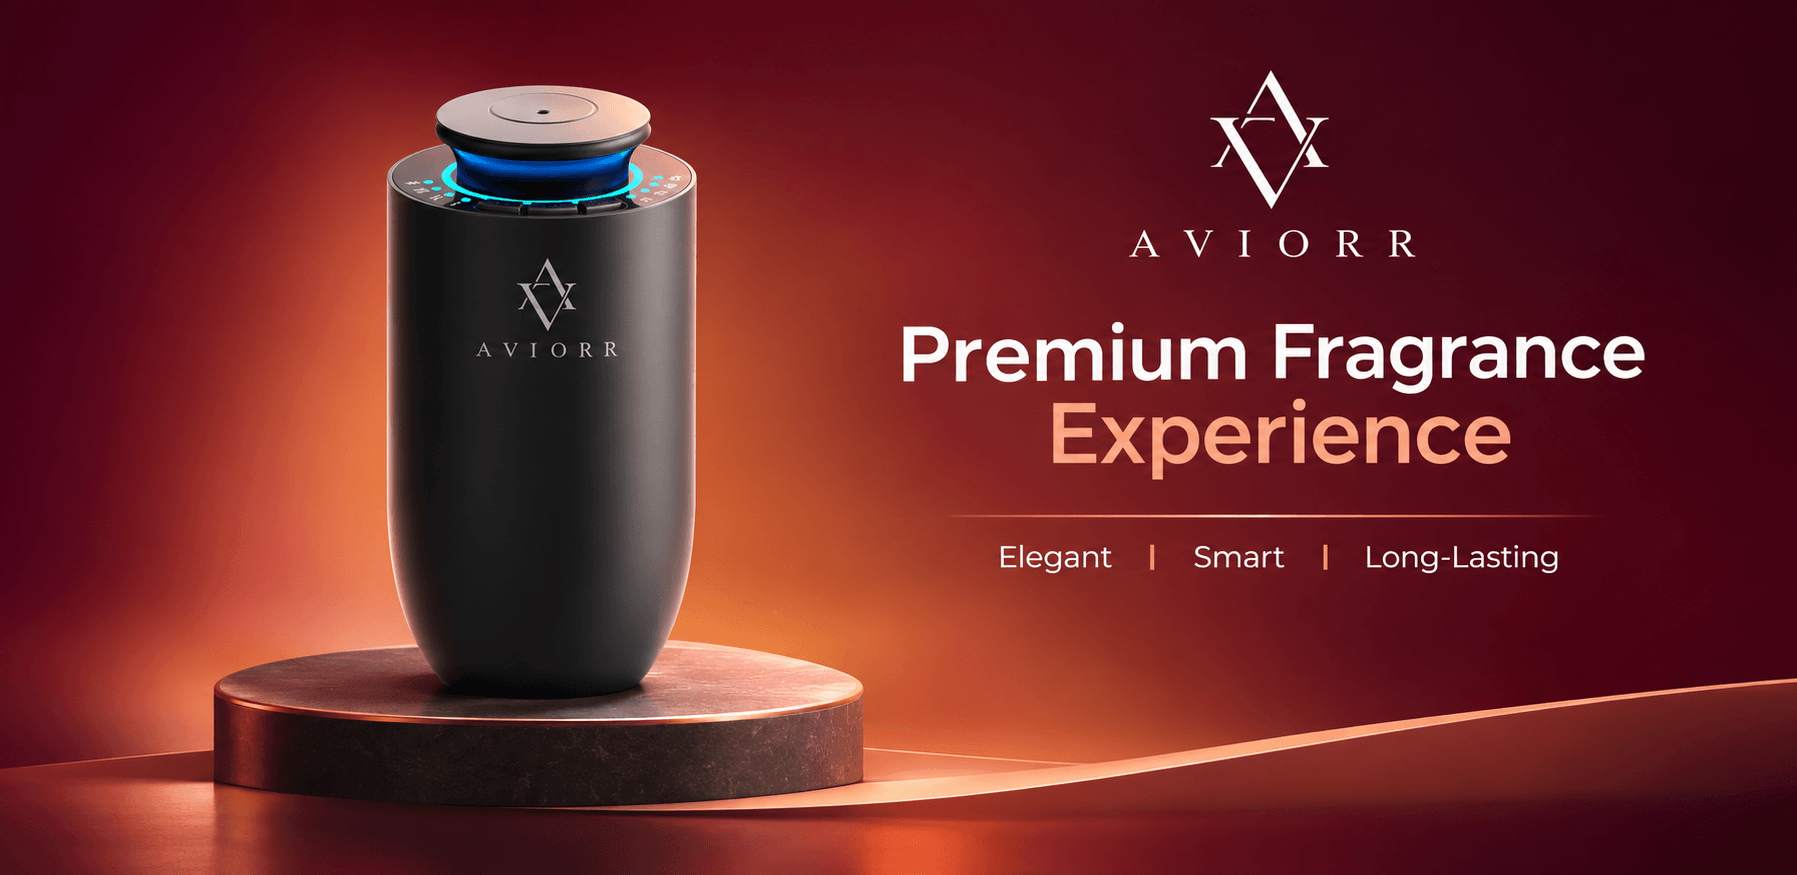 AVIORR
Premium Fragrance
Experience
Elegant | Smart | Long-Lasting
AVIORR